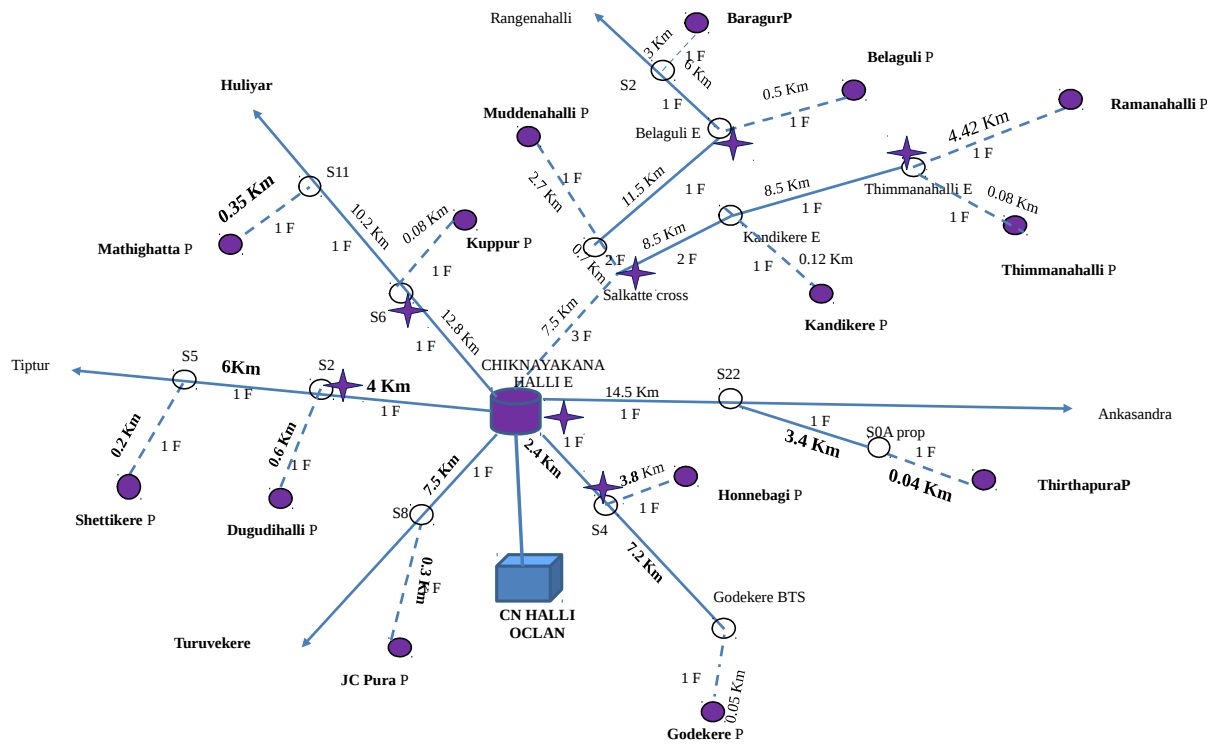 Rangenahalli
BaragurP
3 Km
1 F
6 Km
S2
1 F
Belaguli P
0.5 Km
1 F
Belaguli E
Huliyar
Muddenahalli P
1 F
2.7 Km
11.5 Km
1 F
Ramanahalli P
4.42 Km
1 F
Thimmanahalli E
0.08 Km
1 F
Thimmanahalli P
8.5 Km
1 F
S11
0.35 Km
1 F
Mathighatta P
10.2 Km
1 F
0.08 Km
1 F
Kuppur P
S6
12.8 Km
1 F
2 F
0.7 Km
8.5 Km
2 F
Kandikere E
1 F
0.12 Km
Kandikere P
Salkatte cross
7.5 Km
3 F
Tiptur
S5
6Km
1 F
S2
4 Km
1 F
CHIKNAYAKANA
HALLI E
14.5 Km
1 F
S22
Ankasandra
1 F
3.4 Km
S0A prop
1 F
0.04 Km
ThirthapuraP
0.2 Km
1 F
Shettikere P
0.6Km
1 F
Dugudihalli P
7.5 Km
1 F
S8
0.3 Km
F
JC Pura P
Turuvekere
1 F
2.4 Km
3.8 Km
1 F
Honnebagi P
S4
7.2 Km
CN HALLI
OCLAN
Godekere BTS
1 F
0.05 Km
Godekere P